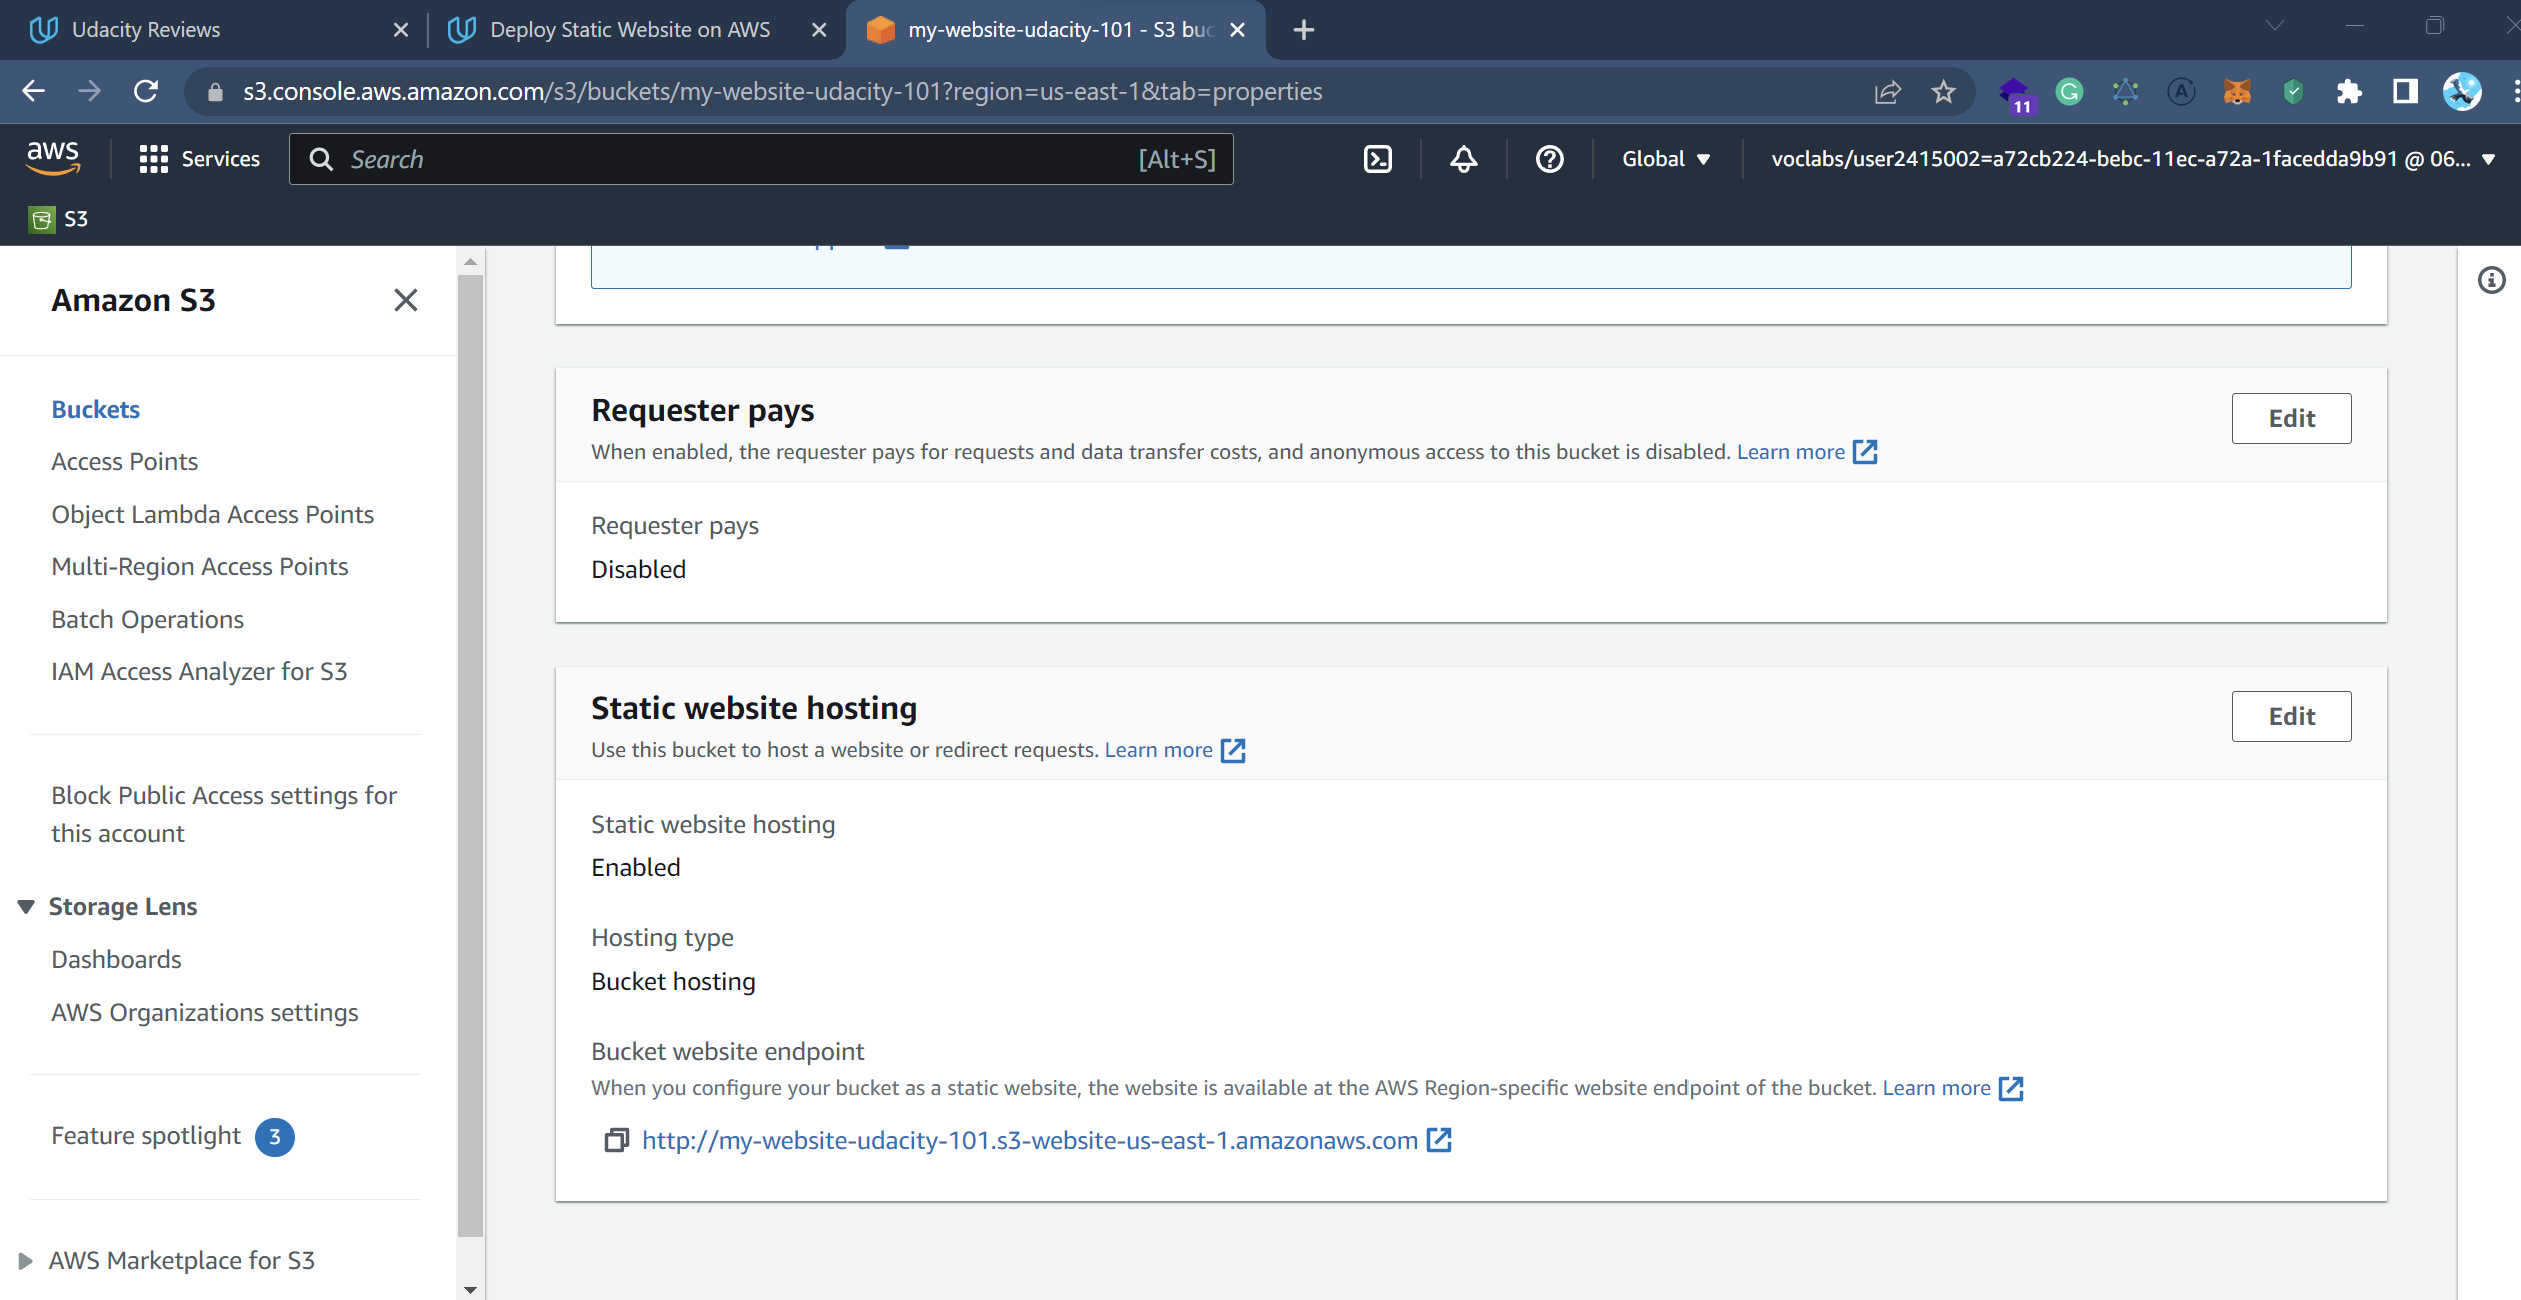 Udacity Reviews
Deploy Static Website on AWS
my-website-udacity-101 - S3 buc
s3.console.aws.amazon.com/s3/buckets/my-website-udacity-101?region=us-east-1&tab=properties
11
aws
Services
Search
[Alt+S]
Global
voclabs/user2415002=a72cb224-bebc-11ec-a72a-1facedda9b91 @ 06...
S3
Amazon S3
Buckets
Access Points
Object Lambda Access Points
Multi-Region Access Points
Batch Operations
IAM Access Analyzer for S3
Block Public Access settings for
this account
Storage Lens
Dashboards
AWS Organizations settings
Feature spotlight 3
AWS Marketplace for S3
Requester pays
Edit
When enabled, the requester pays for requests and data transfer costs, and anonymous access to this bucket is disabled. Learn more
Requester pays
Disabled
Static website hosting
Edit
Use this bucket to host a website or redirect requests. Learn more
Static website hosting
Enabled
Hosting type
Bucket hosting
Bucket website endpoint
When you configure your bucket as a static website, the website is available at the AWS Region-specific website endpoint of the bucket. Learn more
http://my-website-udacity-101.s3-website-us-east-1.amazonaws.com